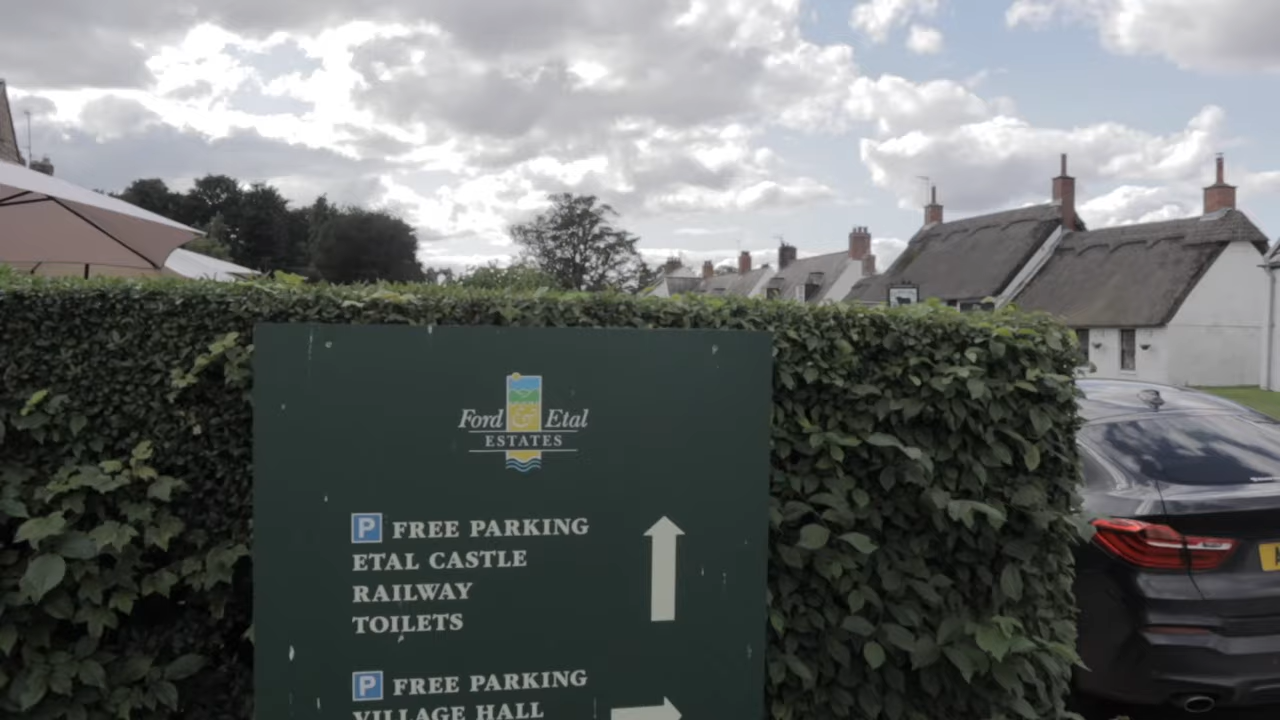 Ford & Etal
ESTATES
P FREE PARKING
ETAL CASTLE
RAILWAY
TOILETS
P FREE PARKING
VILLAGE HALL